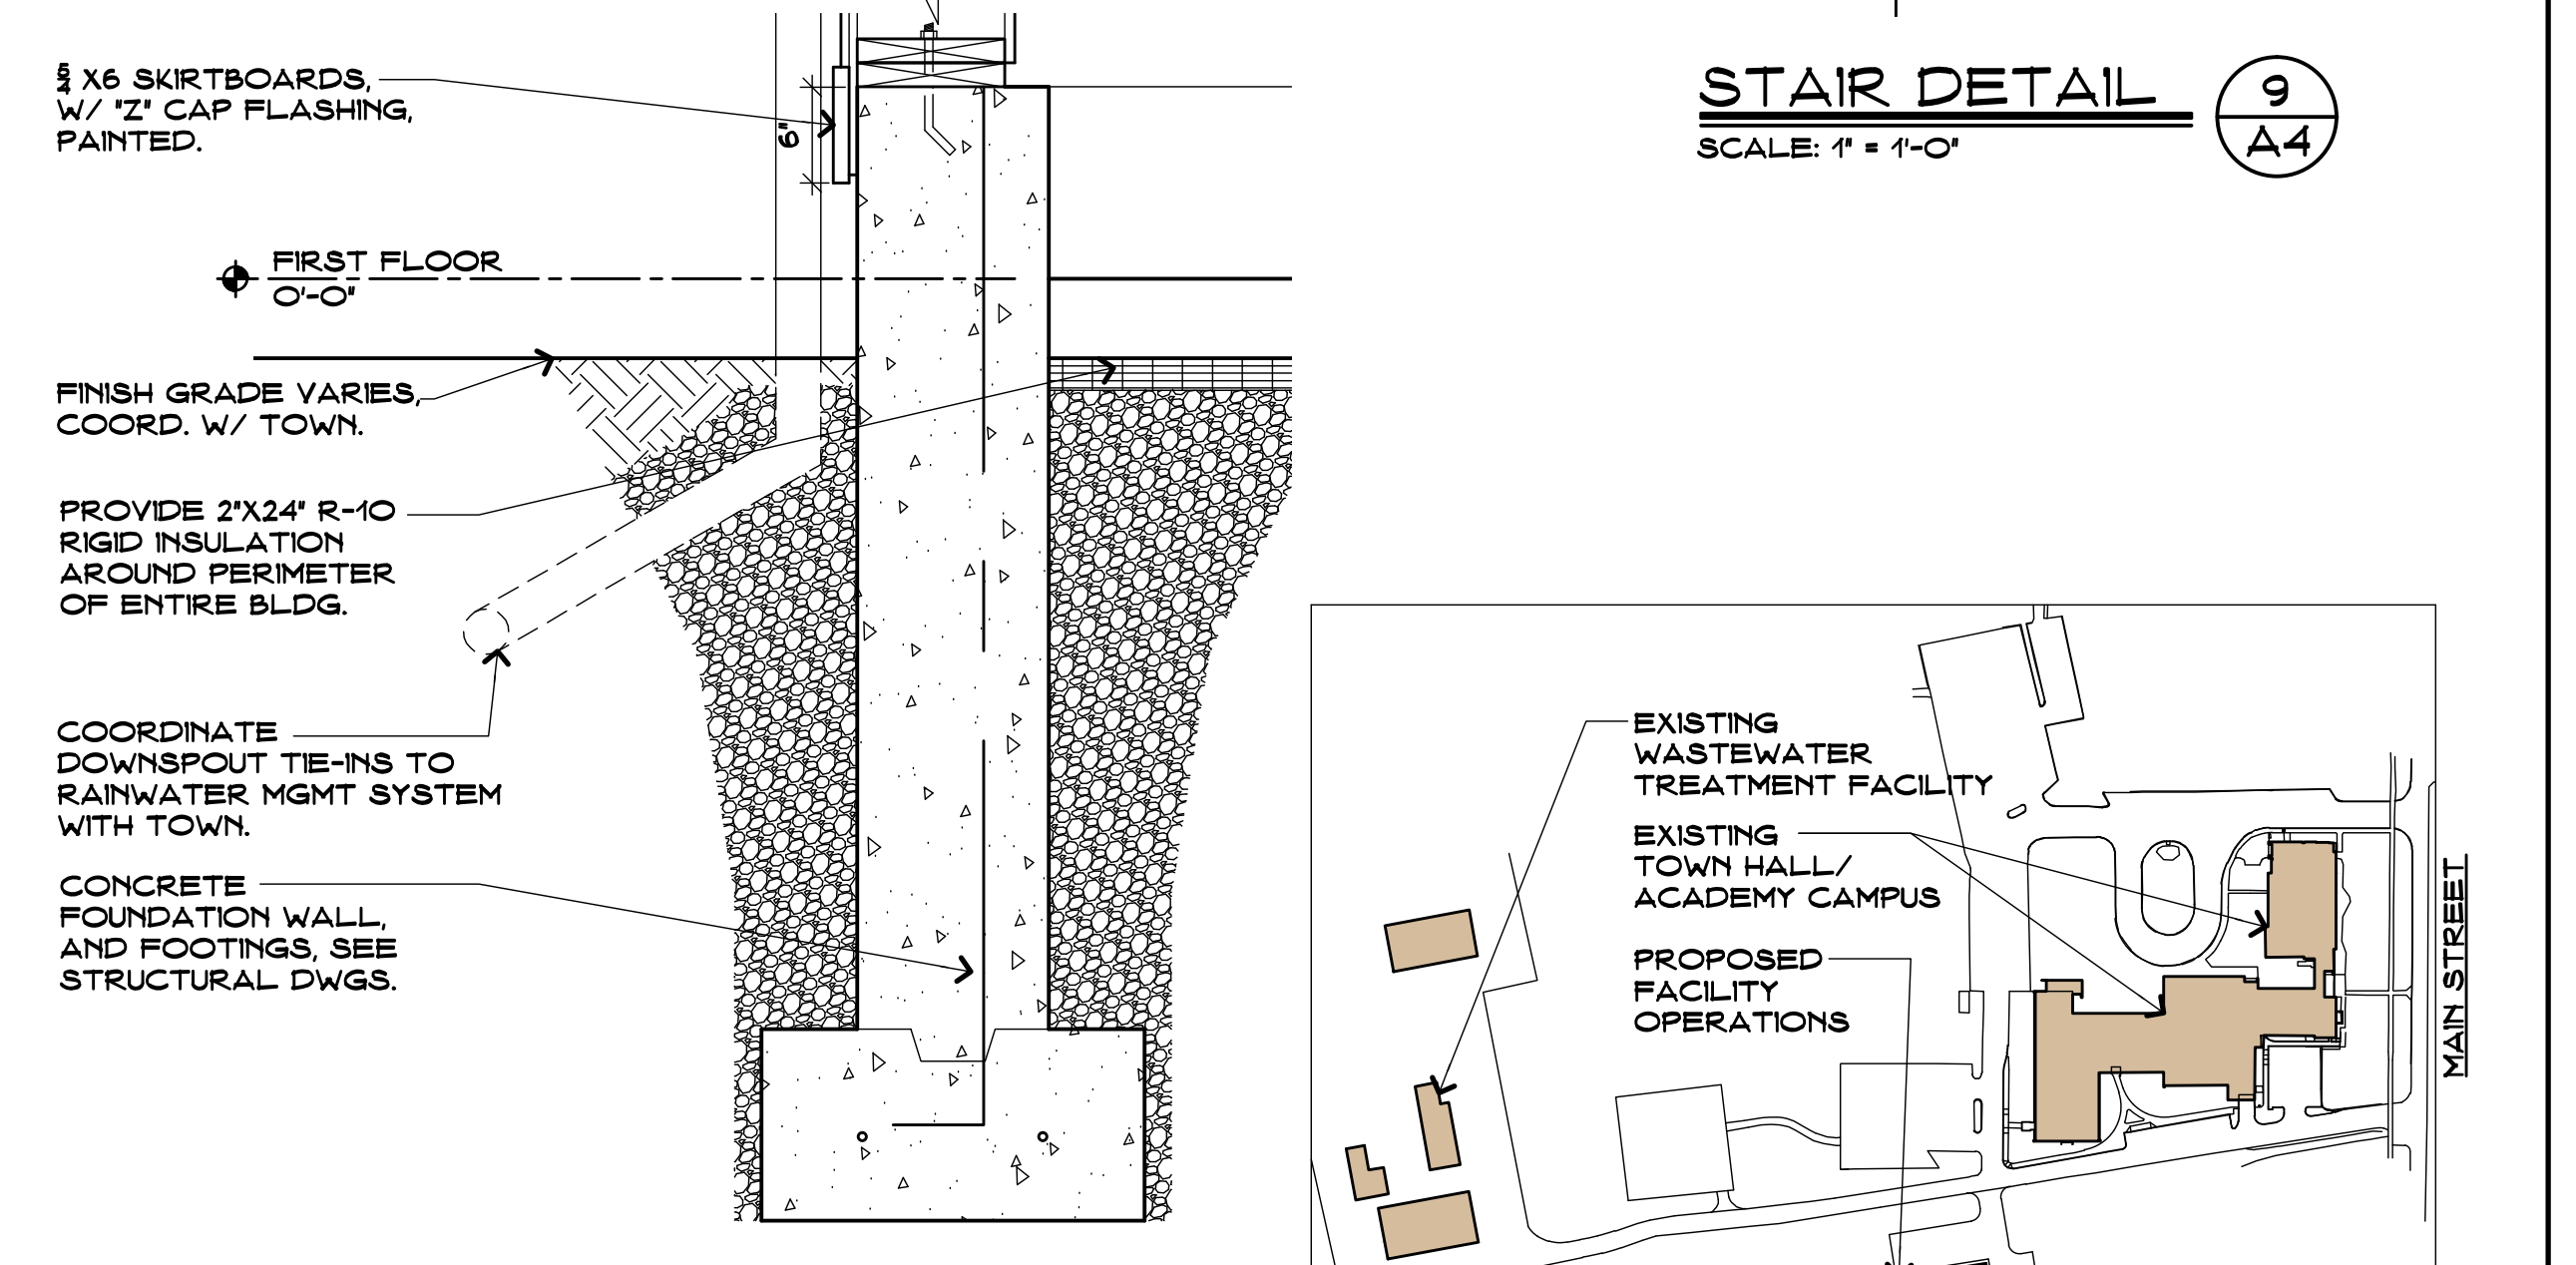 5/4 X6 SKIRTBOARDS,
W/ "Z" CAP FLASHING,
PAINTED.
6"
FIRST FLOOR
0'-0"
FINISH GRADE VARIES,
COORD. W/ TOWN.
PROVIDE 2"X24" R-10
RIGID INSULATION
AROUND PERIMETER
OF ENTIRE BLDG.
COORDINATE
DOWNSPOUT TIE-INS TO
RAINWATER MGMT SYSTEM
WITH TOWN.
CONCRETE
FOUNDATION WALL,
AND FOOTINGS, SEE
STRUCTURAL DWGS.
STAIR DETAIL
SCALE: 1" = 1'-0"
9
A4
EXISTING
WASTEWATER
TREATMENT FACILITY
EXISTING
TOWN HALL/
ACADEMY CAMPUS
PROPOSED
FACILITY
OPERATIONS
MAIN STREET